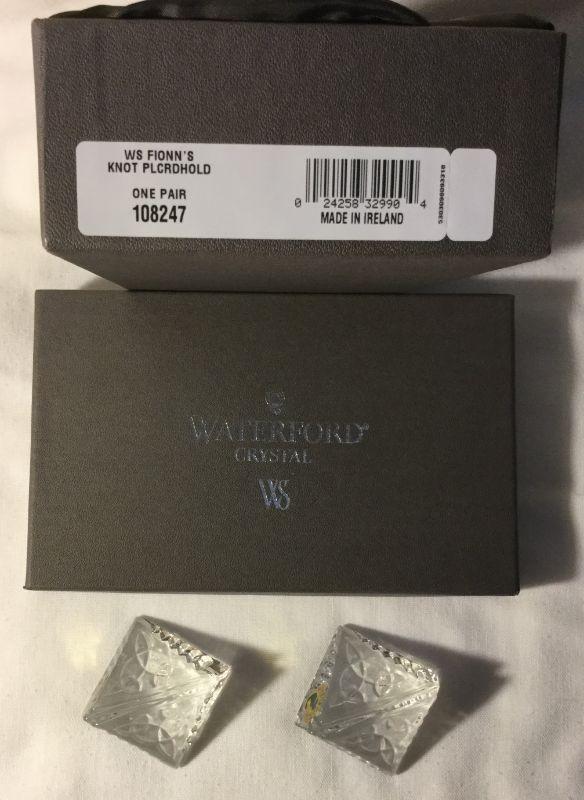 WS FIONN'S
KNOT PLCRDHOLD
ONE PAIR
108247
0 24258 32990 4
MADE IN IRELAND
WATERFORD®
CRYSTAL
WS